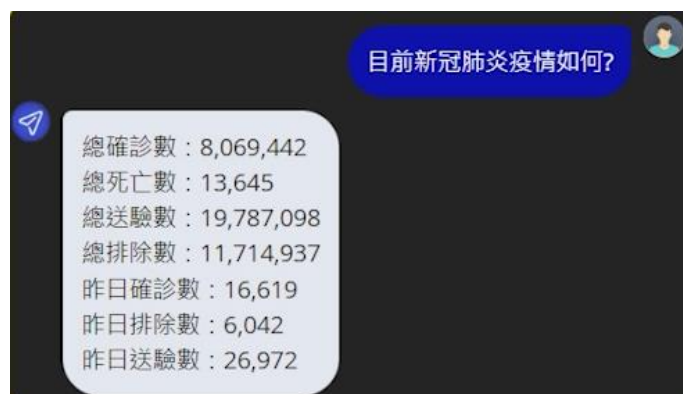 目前新冠肺炎疫情如何?
總確診數：8,069,442
總死亡數：13,645
總送驗數：19,787,098
總排除數：11,714,937
昨日確診數：16,619
昨日排除數：6,042
昨日送驗數：26,972